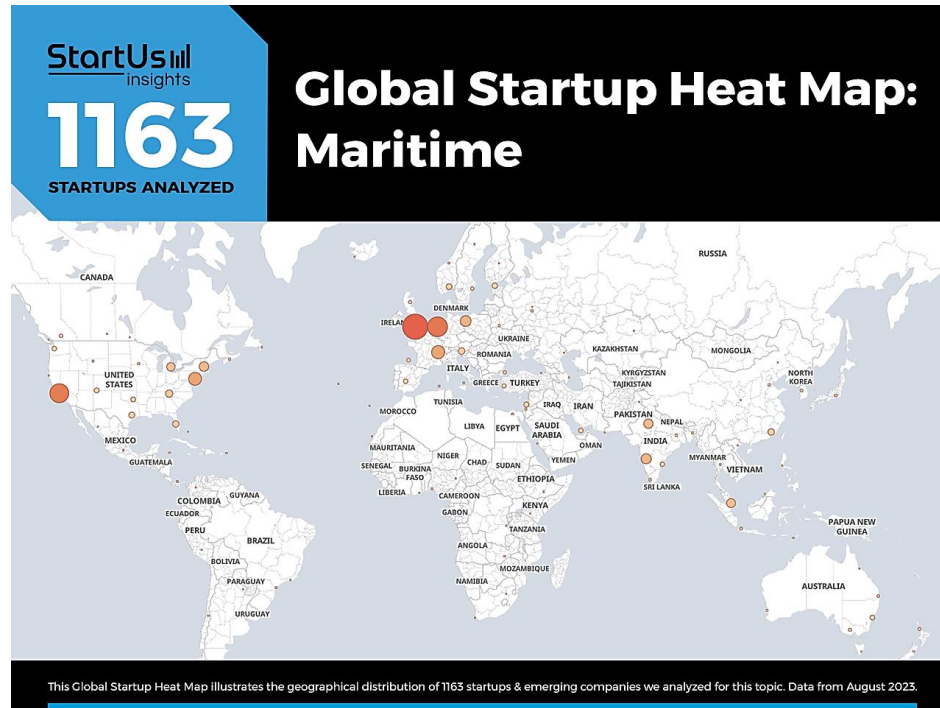 StartUs
insights
1163
STARTUPS ANALYZED
Global Startup Heat Map:
Maritime
RUSSIA
CANADA
DENMARK
IRELAN
UKRAINE
KAZAKHSTAN
MONGOLIA
ROMANIA
ITALY
KYRGYZSTAN
NORTH
KOREA
UNITED
STATES
GREECE
TURKEY
TAJIKISTAN
TUNISIA
IRAQ
IRAN
MOROCCO
PAKISTAN
NEPAL
LIBYA
EGYPT
SAUDI
ARABIA
MEXICO
INDIA
OMAN
MAURITANIA
MYANMAR
GUATEMALA
NIGER
YEMEN
SENEGAL
BURKINA
FASO
CHAD
SUDAN
VIETNAM
ETHIOPIA
SRI LANKA
LIBERIA
CAMEROON
GUYANA
COLOMBIA
KENYA
ECUADOR
GABON
PAPUA NEW
GUINEA
PERU
TANZANIA
BRAZIL
ANGOLA
BOLIVIA
MOZAMBIQUE
PARAGUAY
NAMIBIA
AUSTRALIA
URUGUAY
This Global Startup Heat Map illustrates the geographical distribution of 1163 startups & emerging companies we analyzed for this topic. Data from August 2023.